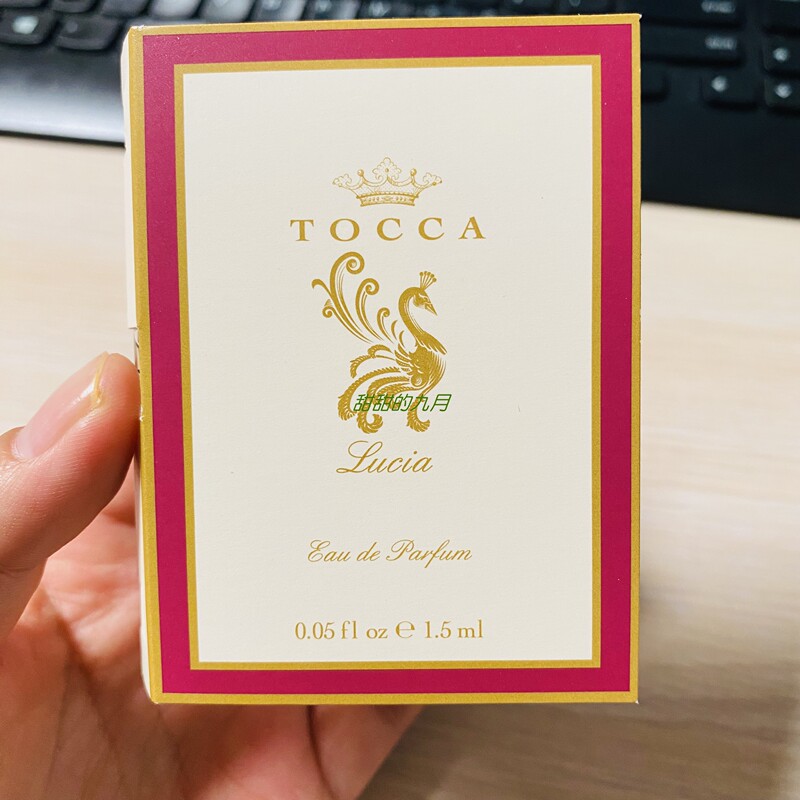 TOCCA
甜甜的九月
Lucia
Eau de Parfum
0.05 fl oz ℮ 1.5 ml